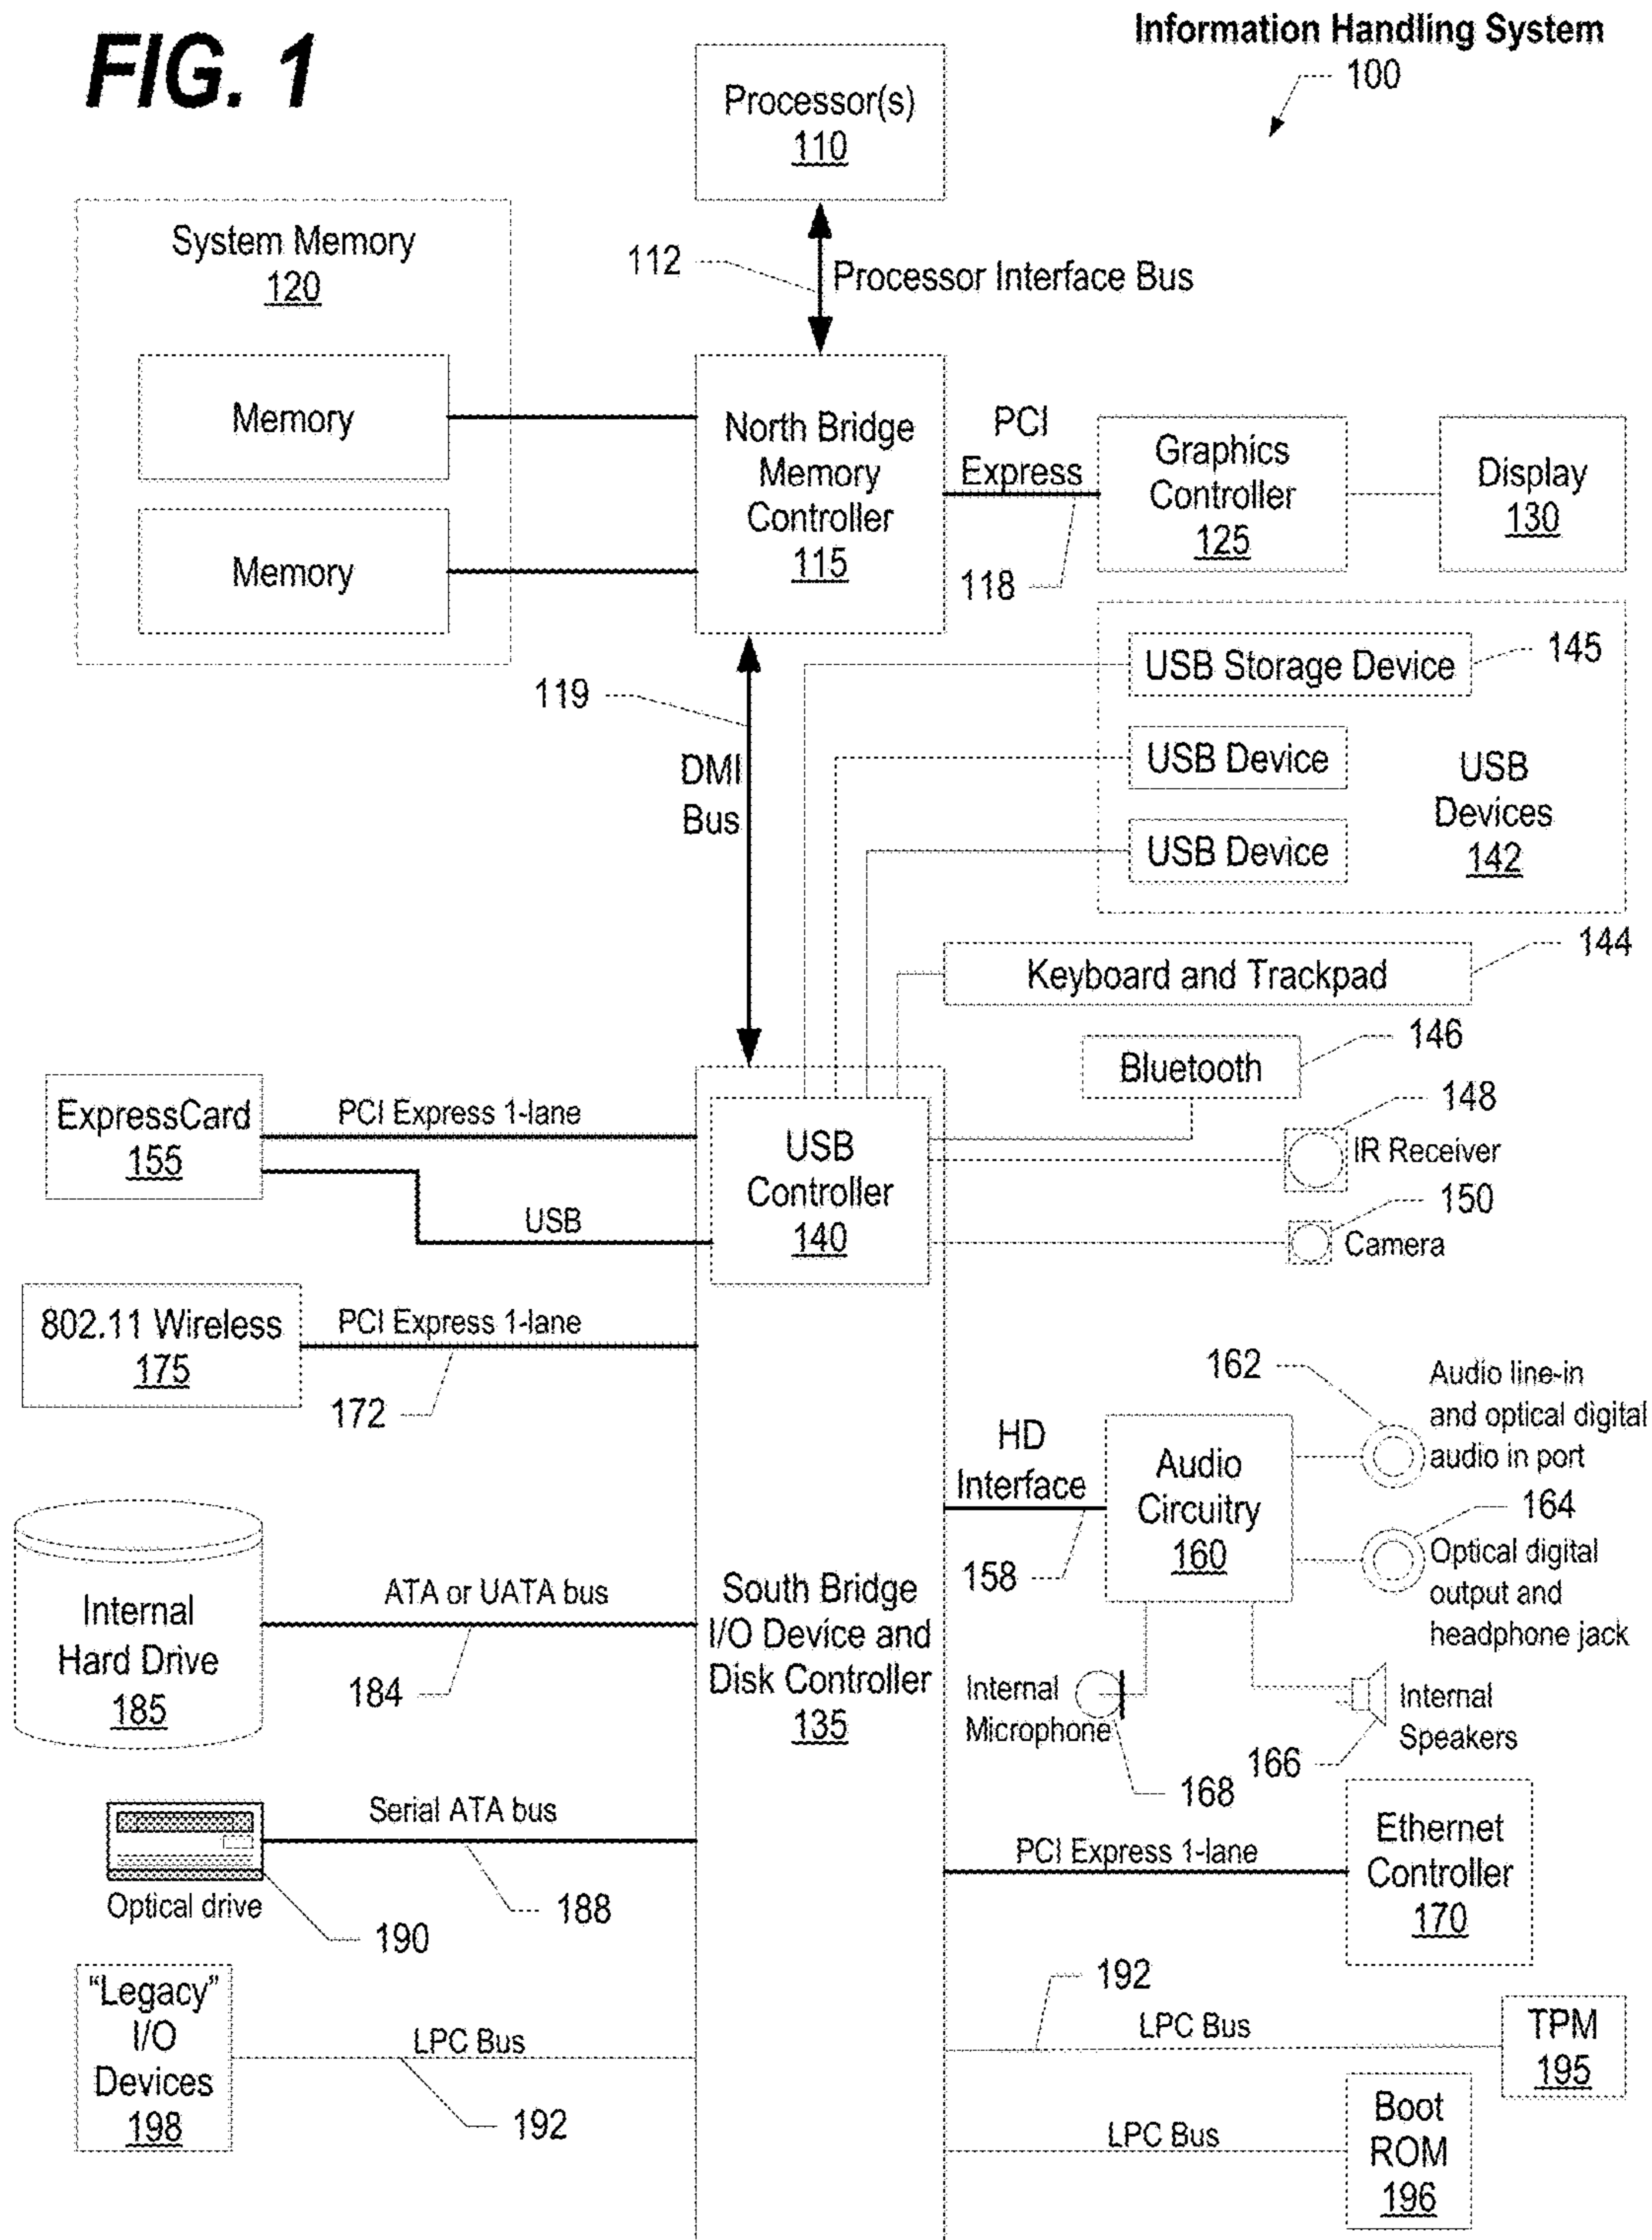 FIG. 1
Information Handling System
100
Processor(s)
110
System Memory
120
112
Processor Interface Bus
Memory
Memory
North Bridge
Memory
Controller
115
PCI
Express
118
Graphics
Controller
125
Display
130
119
DMI
Bus
USB Storage Device
145
USB Device
USB Device
USB
Devices
142
Keyboard and Trackpad
144
Bluetooth
146
148
IR Receiver
150
Camera
ExpressCard
155
PCI Express 1-lane
USB
USB
Controller
140
802.11 Wireless
175
PCI Express 1-lane
172
162
Audio line-in
and optical digital
audio in port
HD
Interface
158
Audio
Circuitry
160
164
Optical digital
output and
headphone jack
Internal
Hard Drive
185
ATA or UATA bus
184
South Bridge
I/O Device and
Disk Controller
135
Internal
Microphone
168
166
Internal
Speakers
Serial ATA bus
188
Optical drive
190
PCI Express 1-lane
Ethernet
Controller
170
“Legacy”
I/O
Devices
198
LPC Bus
192
192
LPC Bus
TPM
195
LPC Bus
Boot
ROM
196